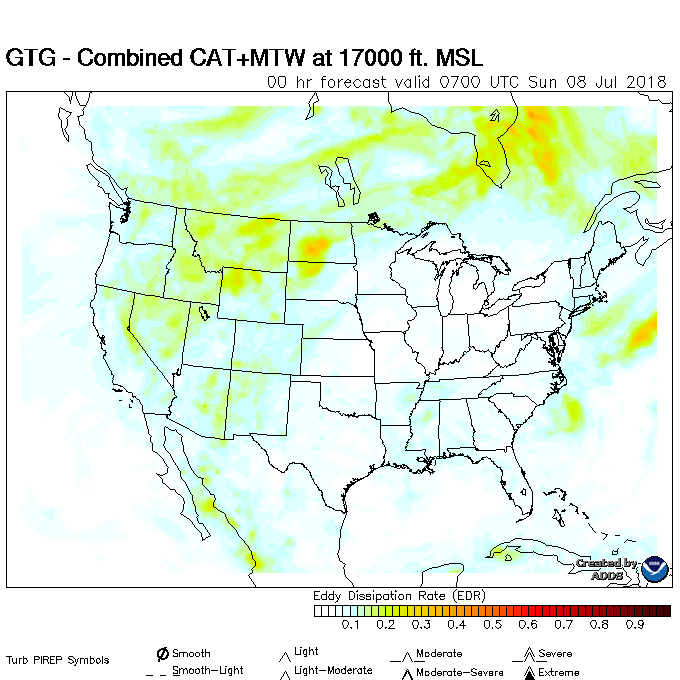 GTG - Combined CAT+MTW at 17000 ft. MSL
00 hr forecast valid 0700 UTC Sun 08 Jul 2018
Created by
ADDS
Eddy Dissipation Rate (EDR)
0.1 0.2 0.3 0.4 0.5 0.6 0.7 0.8 0.9
Turb PIREP Symbols
Smooth Light Moderate Severe
Smooth-Light Light-Moderate Moderate-Severe Extreme